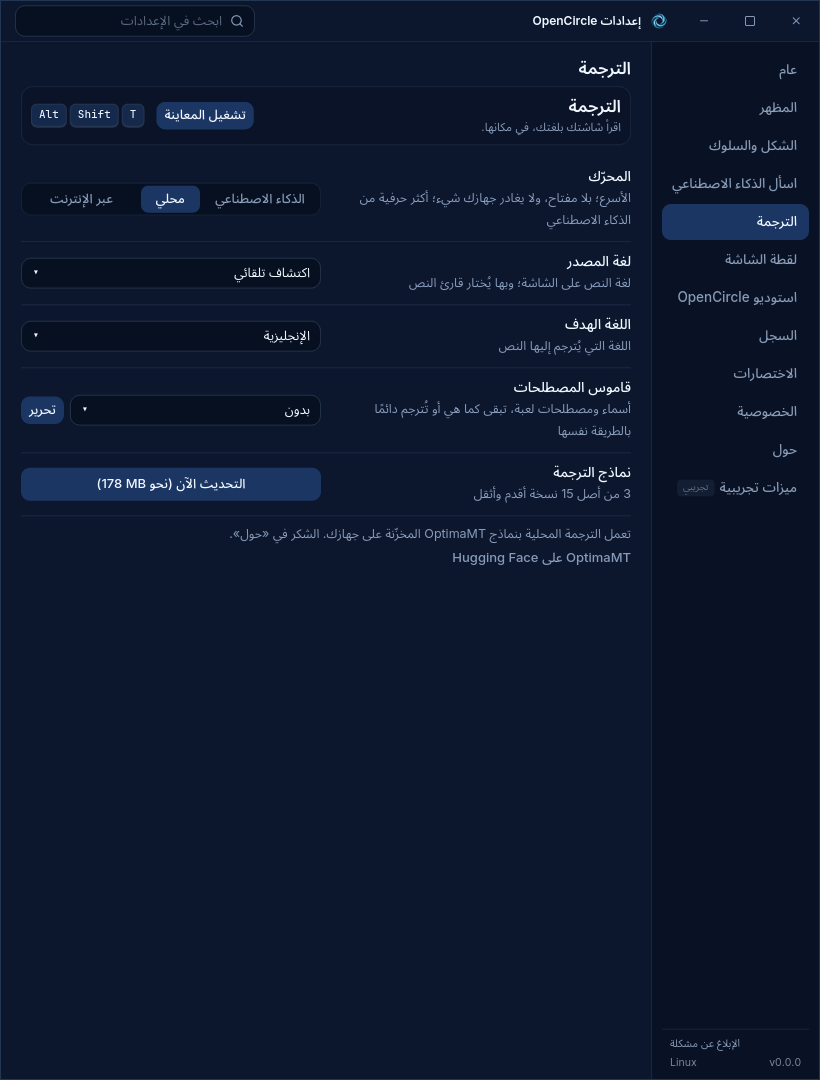 إعدادات OpenCircle
ابحث في الإعدادات
عام
المظهر
الشكل والسلوك
اسأل الذكاء الاصطناعي
الترجمة
لقطة الشاشة
استوديو OpenCircle
السجل
الاختصارات
الخصوصية
حول
ميزات تجريبية تجريبي
الإبلاغ عن مشكلة
v0.0.0 Linux
الترجمة
الترجمة
اقرأ شاشتك بلغتك، في مكانها.
تشغيل المعاينة
Alt Shift T
المحرّك
الأسرع؛ بلا مفتاح، ولا يغادر جهازك شيء؛ أكثر حرفية من
الذكاء الاصطناعي
الذكاء الاصطناعي محلي عبر الإنترنت
لغة المصدر
لغة النص على الشاشة؛ وبها يُختار قارئ النص
اكتشاف تلقائي
اللغة الهدف
اللغة التي يُترجم إليها النص
الإنجليزية
قاموس المصطلحات
أسماء ومصطلحات لعبة، تبقى كما هي أو تُترجم دائمًا
بالطريقة نفسها
بدون
تحرير
نماذج الترجمة
3 من أصل 15 نسخة أقدم وأثقل
التحديث الآن (نحو 178 MB)
تعمل الترجمة المحلية بنماذج OptimaMT المخزّنة على جهازك. الشكر في «حول».
OptimaMT على Hugging Face